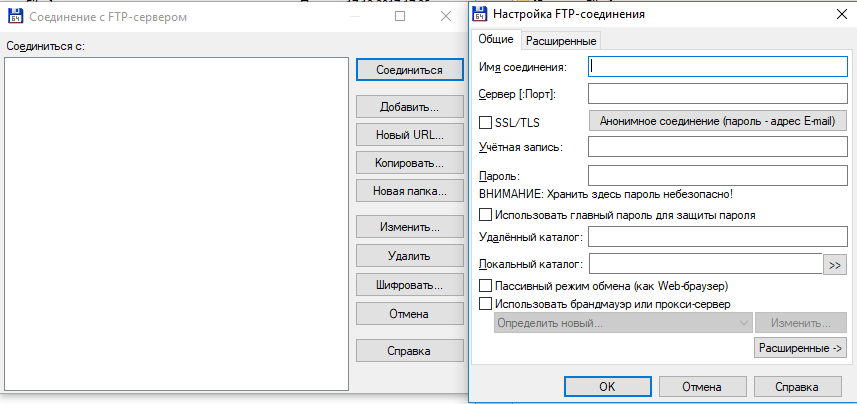 Соединение с FTP-сервером
Соединиться с:
Соединиться
Добавить...
Новый URL...
Копировать...
Новая папка...
Изменить...
Удалить
Шифровать...
Отмена
Справка
Настройка FTP-соединения
Общие
Расширенные
Имя соединения:
Сервер [:Порт]:
SSL/TLS
Анонимное соединение (пароль - адрес E-mail)
Учётная запись:
Пароль:
ВНИМАНИЕ: Хранить здесь пароль небезопасно!
Использовать главный пароль для защиты пароля
Удалённый каталог:
Локальный каталог:
>>
Пассивный режим обмена (как Web-браузер)
Использовать брандмауэр или прокси-сервер
Определить новый...
Изменить...
Расширенные ->
OK
Отмена
Справка